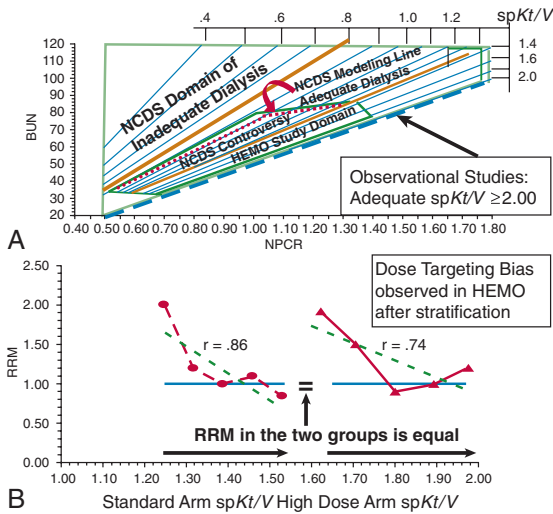 spKt/V
.4 .6 .8 1.0 1.2
120
110
100
90
80
70
60
50
40
30
20
BUN
1.4
1.6
2.0
NCDS Domain of
Inadequate Dialysis
NCDS Modeling Line
Adequate Dialysis
NCDS Controversy
HEMO Study Domain
Observational Studies:
Adequate spKt/V ≥2.00
0.40 0.50 0.60 0.70 0.80 0.90 1.00 1.10 1.20 1.30 1.40 1.50 1.60 1.70 1.80
NPCR
A
2.50
2.00
1.50
1.00
0.50
0.00
RRM
Dose Targeting Bias
observed in HEMO
after stratification
r = .86
r = .74
=
RRM in the two groups is equal
1.00 1.10 1.20 1.30 1.40 1.50 1.60 1.70 1.80 1.90 2.00
B
Standard Arm spKt/V High Dose Arm spKt/V